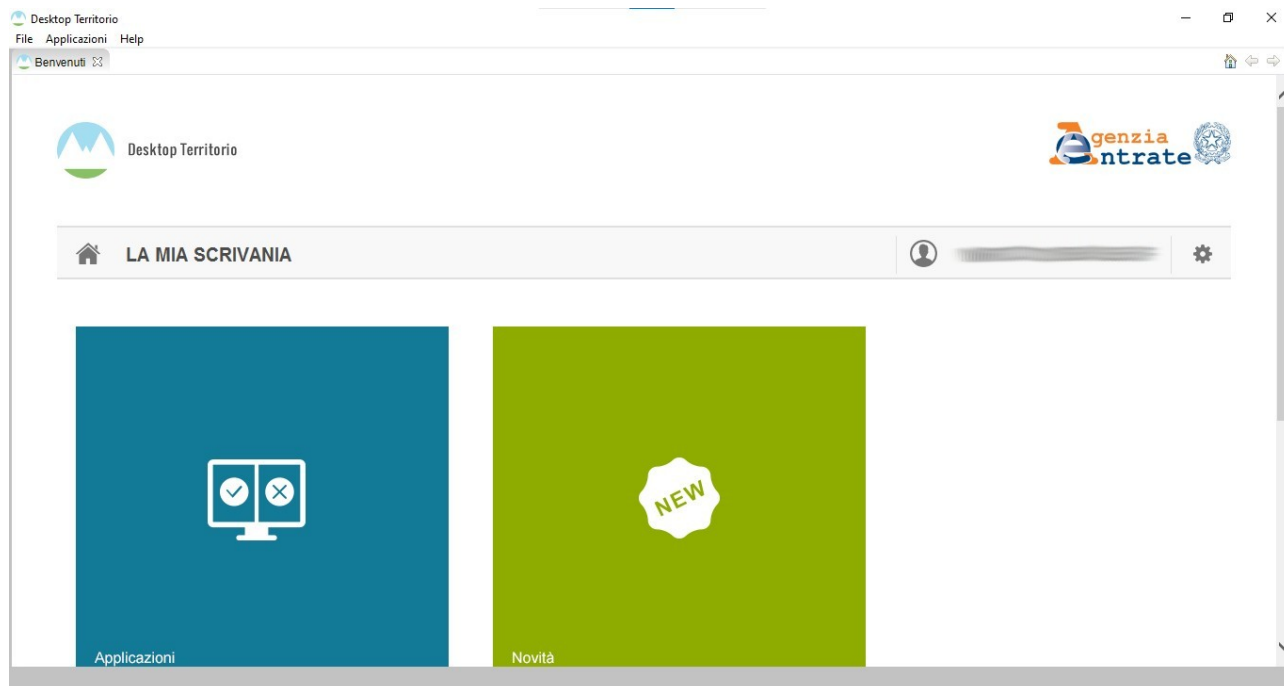 Desktop Territorio
File Applicazioni Help
Benvenuti
Desktop Territorio
Agenzia
Entrate
LA MIA SCRIVANIA
NEW
Applicazioni
Novità